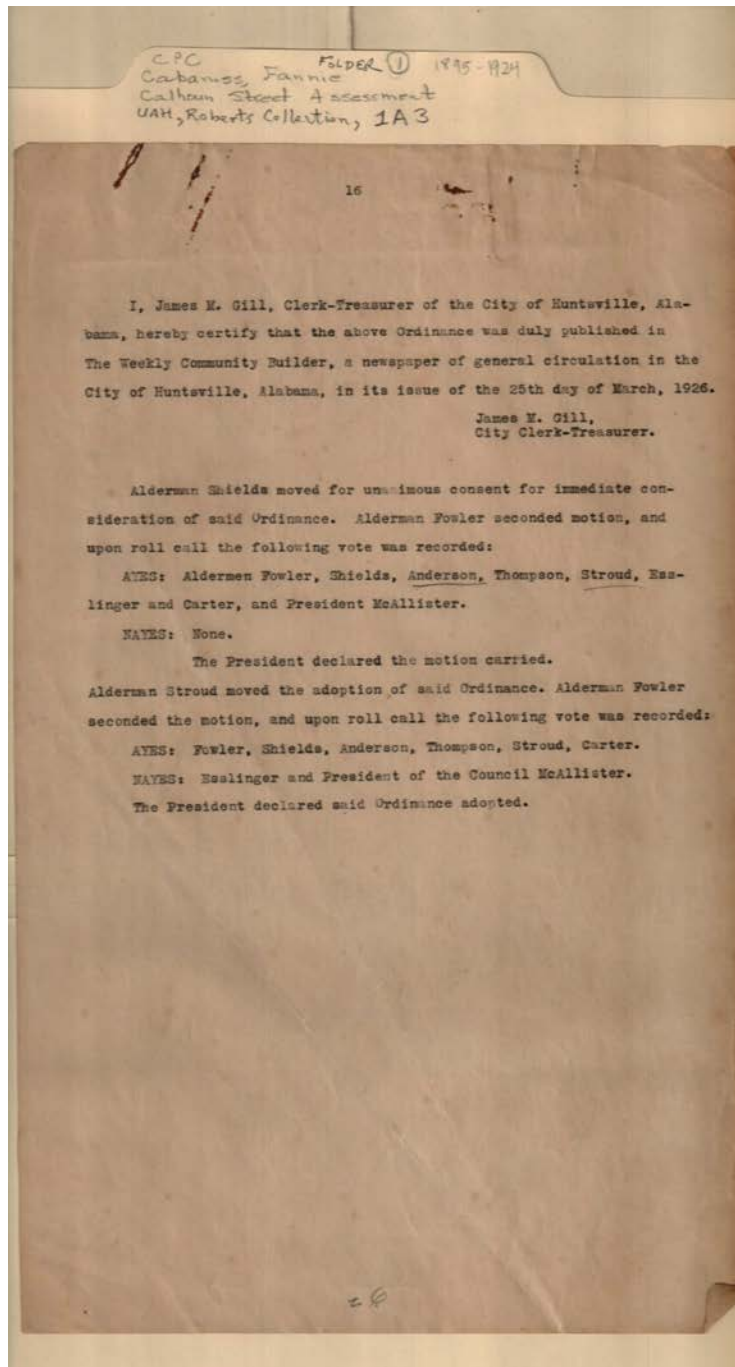 CPC FOLDER 1 1895-1924
Cabaniss, Fannie
Calhoun Street Assessment
UAH, Roberts Collection, 1A3
16
I, James M. Gill, Clerk-Treasurer of the City of Huntsville, Ala-
bama, hereby certify that the above Ordinance was duly published in
The Weekly Community Builder, a newspaper of general circulation in the
City of Huntsville, Alabama, in its issue of the 25th day of March, 1926.
James M. Gill,
City Clerk-Treasurer.
Alderman Shields moved for unanimous consent for immediate con-
sideration of said Ordinance. Alderman Fowler seconded motion, and
upon roll call the following vote was recorded:
AYES: Aldermen Fowler, Shields, Anderson, Thompson, Stroud, Ess-
linger and Carter, and President McAllister.
NAYES: None.
The President declared the motion carried.
Alderman Stroud moved the adoption of said Ordinance. Alderman Fowler
seconded the motion, and upon roll call the following vote was recorded:
AYES: Fowler, Shields, Anderson, Thompson, Stroud, Carter.
NAYES: Esslinger and President of the Council McAllister.
The President declared said Ordinance adopted.